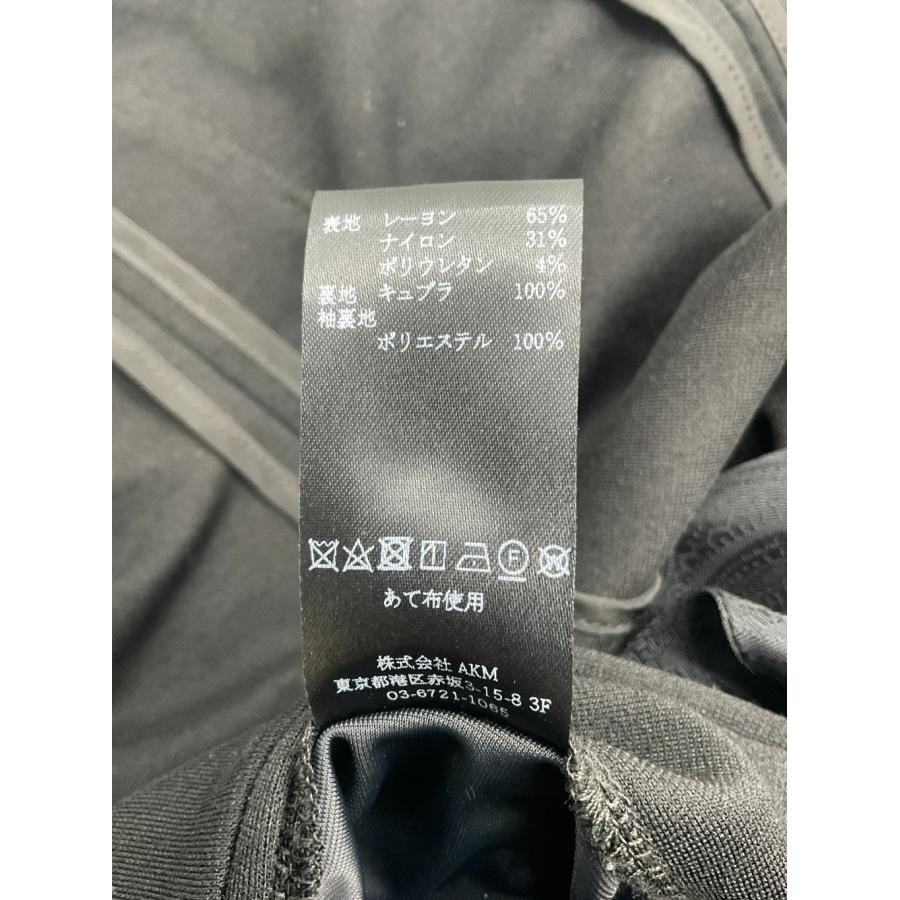 表地 レーヨン 65%
ナイロン 31%
ポリウレタン 4%
裏地 キュプラ 100%
袖裏地
ポリエステル 100%
F W
あて布使用
株式会社 AKM
東京都港区赤坂3-15-8 3F
03-6721-1065